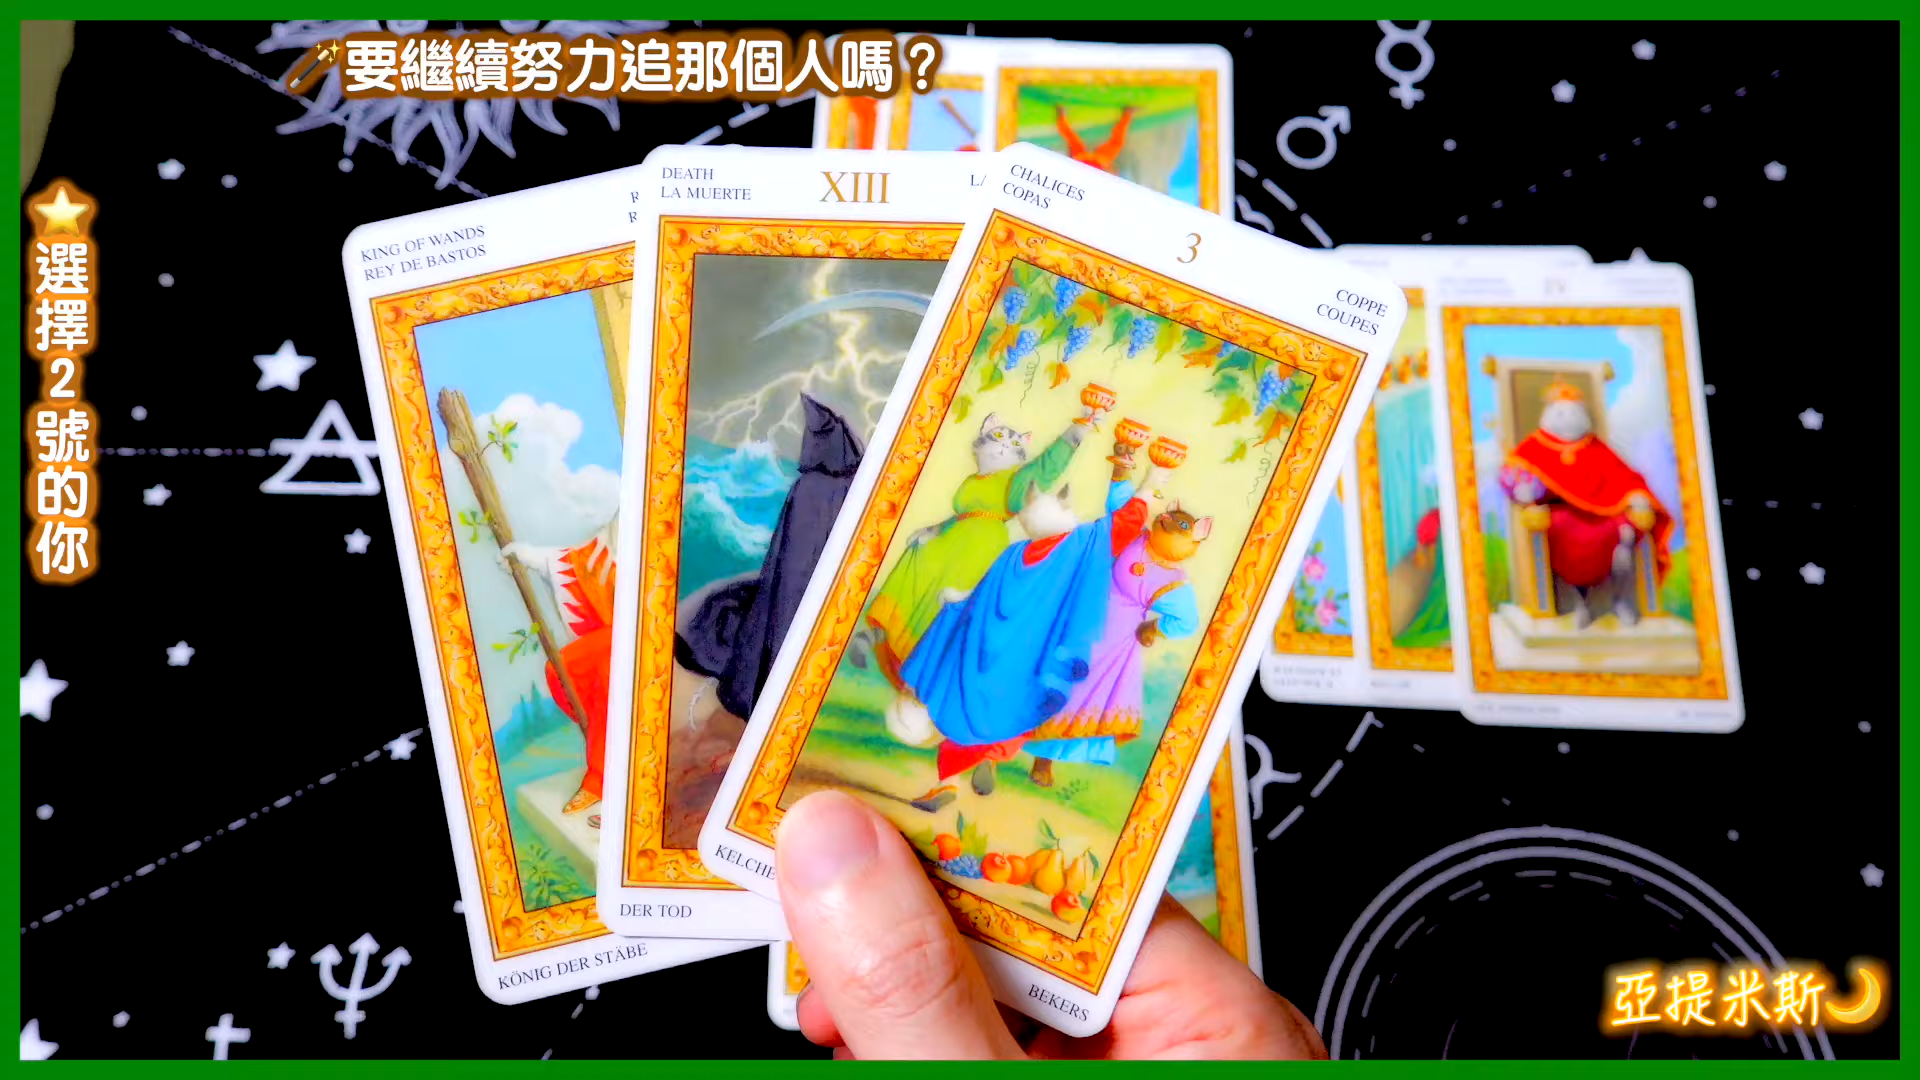 🪄要繼續努力追那個人嗎？
⭐選擇2號的你
KING OF WANDS
REY DE BASTOS
DEATH
LA MUERTE
XIII
CHALICES
COPAS
3
COPPE
COUPES
KÖNIG DER STÄBE
DER TOD
KELCHE
BEKERS
IV
亞提米斯🌙